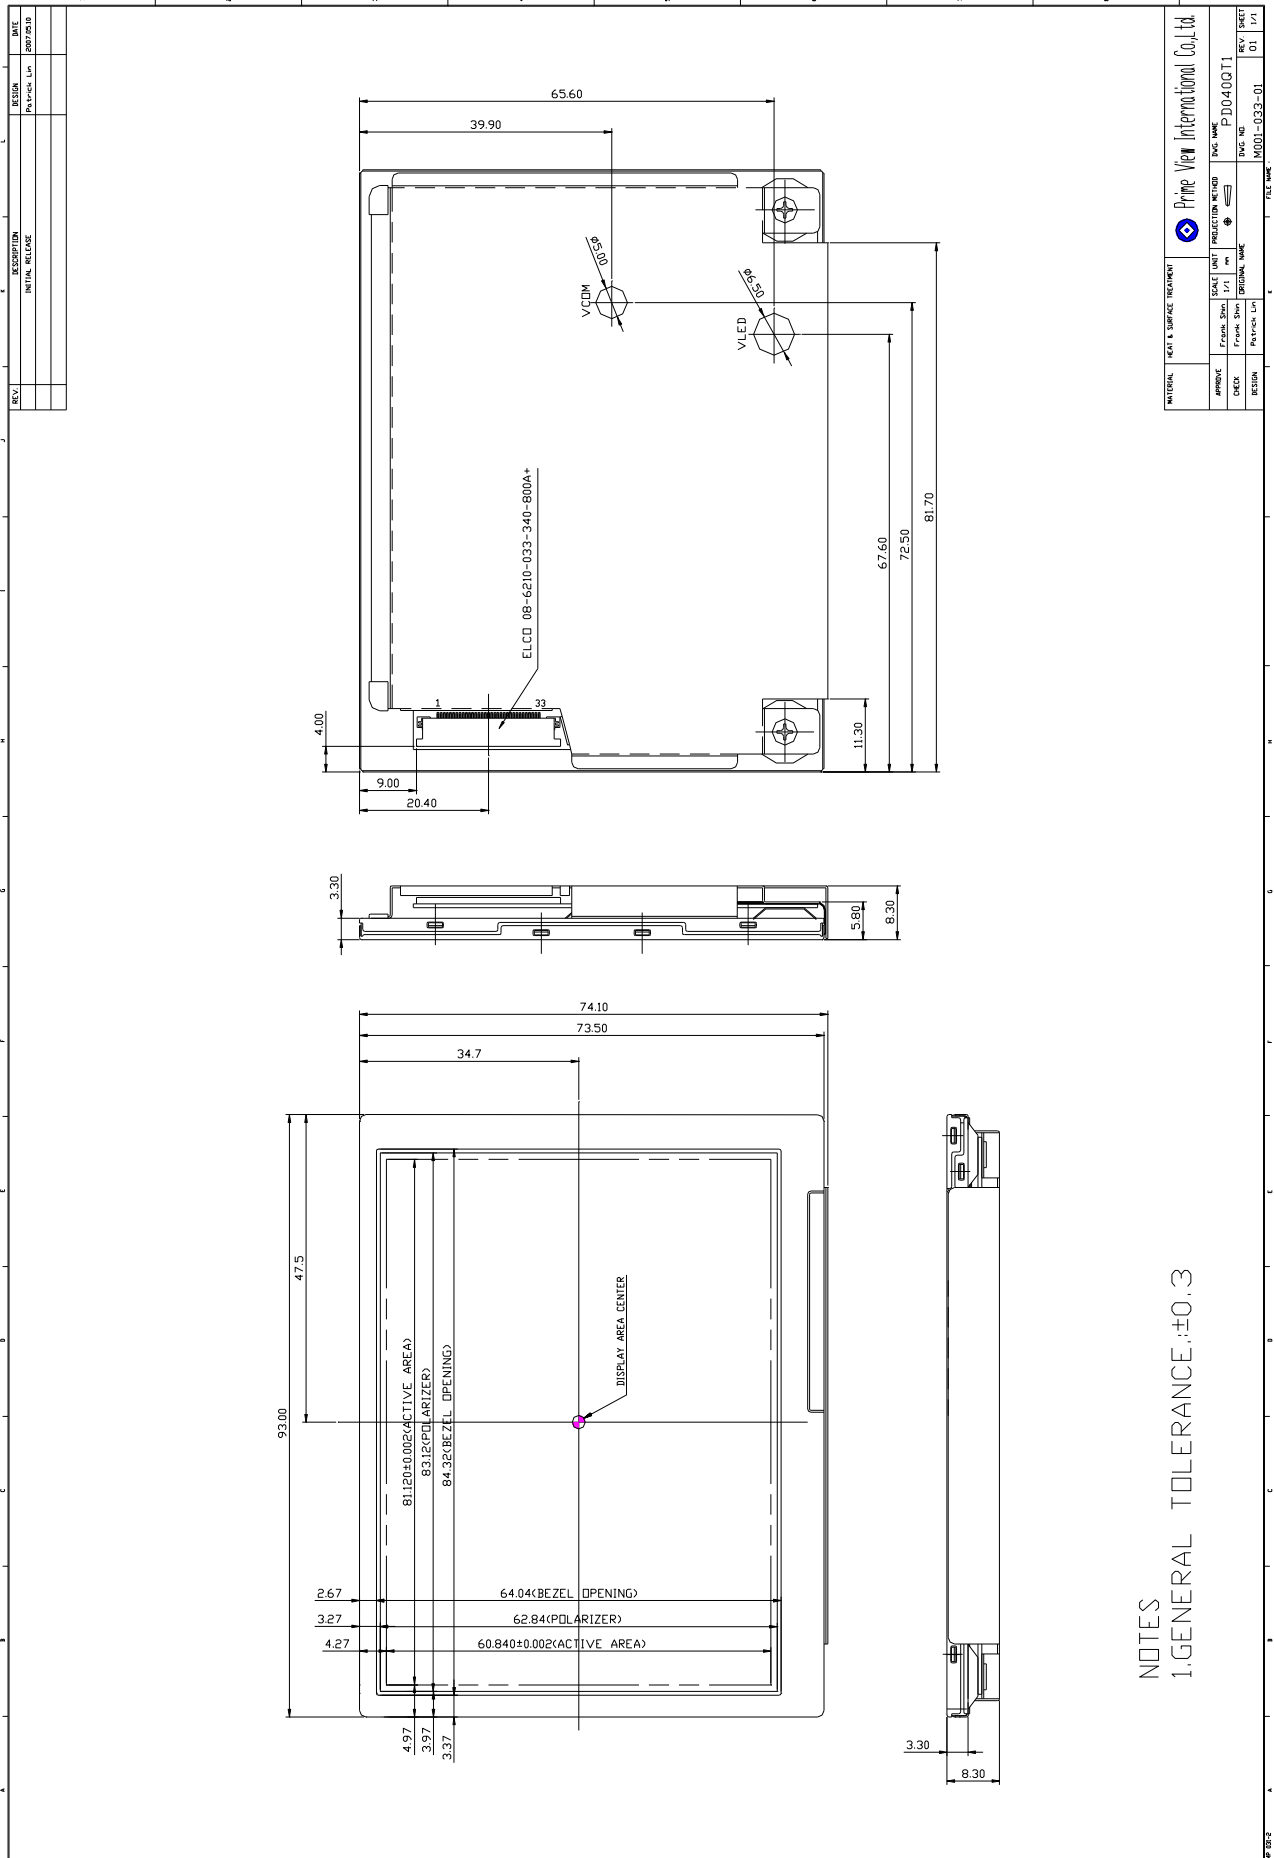 REV.
DESCRIPTION
DESIGN
DATE
INITIAL RELEASE
Patrick Lin
2007.05.10
65.60
39.90
ø5.00
VCOM
ø6.50
VLED
ELCO 08-6210-033-340-800A+
1
33
4.00
9.00
20.40
11.30
67.60
72.50
81.70
3.30
5.80
8.30
74.10
73.50
34.7
47.5
93.00
81.120±0.002(ACTIVE AREA)
83.12(POLARIZER)
84.32(BEZEL OPENING)
DISPLAY AREA CENTER
2.67
64.04(BEZEL OPENING)
3.27
62.84(POLARIZER)
4.27
60.840±0.002(ACTIVE AREA)
4.97
3.97
3.37
3.30
8.30
NOTES
1.GENERAL TOLERANCE.:±0.3
MATERIAL
HEAT & SURFACE TREATMENT
Prime View International Co.,Ltd.
APPROVE
Frank Shin
SCALE
1/1
UNIT
mm
PROJECTION METHOD
DWG. NAME
PD040QT1
CHECK
Frank Shin
ORIGINAL NAME
DWG. NO.
M001-033-01
REV.
01
SHEET
1/1
DESIGN
Patrick Lin
FILE NAME :